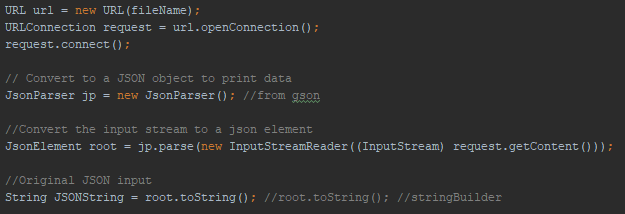 URL url = new URL(fileName);
URLConnection request = url.openConnection();
request.connect();
// Convert to a JSON object to print data
JsonParser jp = new JsonParser(); //from gson
//Convert the input stream to a json element
JsonElement root = jp.parse(new InputStreamReader((InputStream) request.getContent()));
//Original JSON input
String JSONString = root.toString(); //root.toString(); //stringBuilder